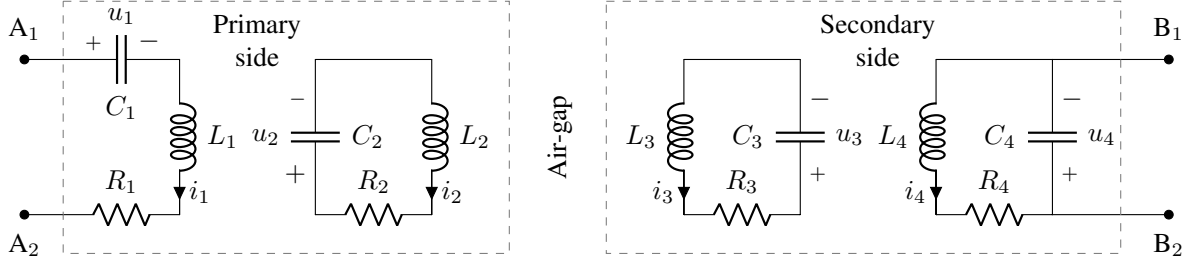 A₁
+ u₁ −
C₁
L₁
i₁
R₁
A₂
Primary
side
−
u₂ C₂
+
R₂
L₂
i₂
Air-gap
Secondary
side
L₃
i₃
R₃
−
C₃ u₃
+
L₄
i₄
R₄
−
C₄ u₄
+
B₁
B₂